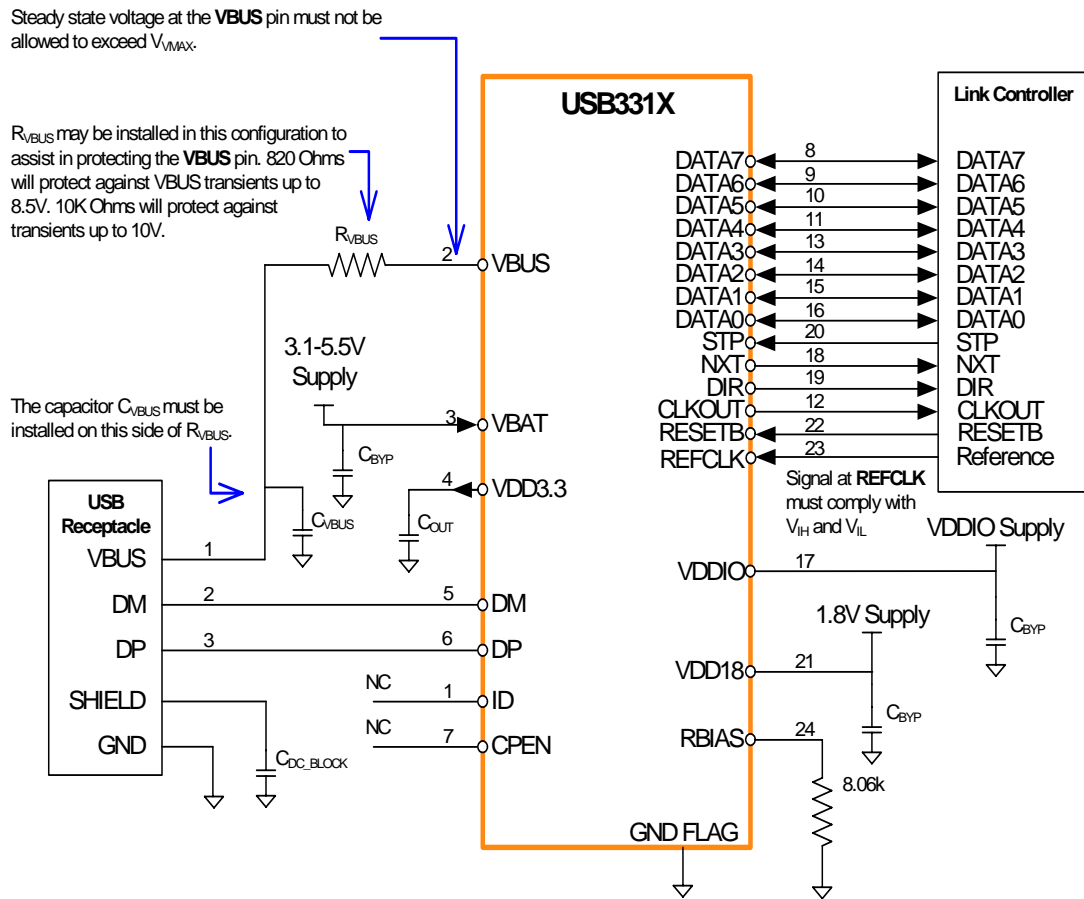 Steady state voltage at the VBUS pin must not be
allowed to exceed VVMAX.
RVBUS may be installed in this configuration to
assist in protecting the VBUS pin. 820 Ohms
will protect against VBUS transients up to
8.5V. 10K Ohms will protect against
transients up to 10V.
RVBUS
2
VBUS
3.1-5.5V
Supply
The capacitor CVBUS must be
installed on this side of RVBUS.
3
VBAT
CBYP
4
VDD3.3
CVBUS
COUT
USB
Receptacle
VBUS
1
DM
2
5
DM
DP
3
6
DP
SHIELD
NC
1
ID
GND
NC
7
CPEN
CDC_BLOCK
USB331X
Link Controller
DATA7
8
DATA7
DATA6
9
DATA6
DATA5
10
DATA5
DATA4
11
DATA4
DATA3
13
DATA3
DATA2
14
DATA2
DATA1
15
DATA1
DATA0
16
DATA0
STP
20
STP
NXT
18
NXT
DIR
19
DIR
CLKOUT
12
CLKOUT
RESETB
22
RESETB
REFCLK
23
Reference
Signal at REFCLK
must comply with
VIH and VIL
VDDIO Supply
VDDIO
17
CBYP
1.8V Supply
VDD18
21
CBYP
RBIAS
24
8.06k
GND FLAG